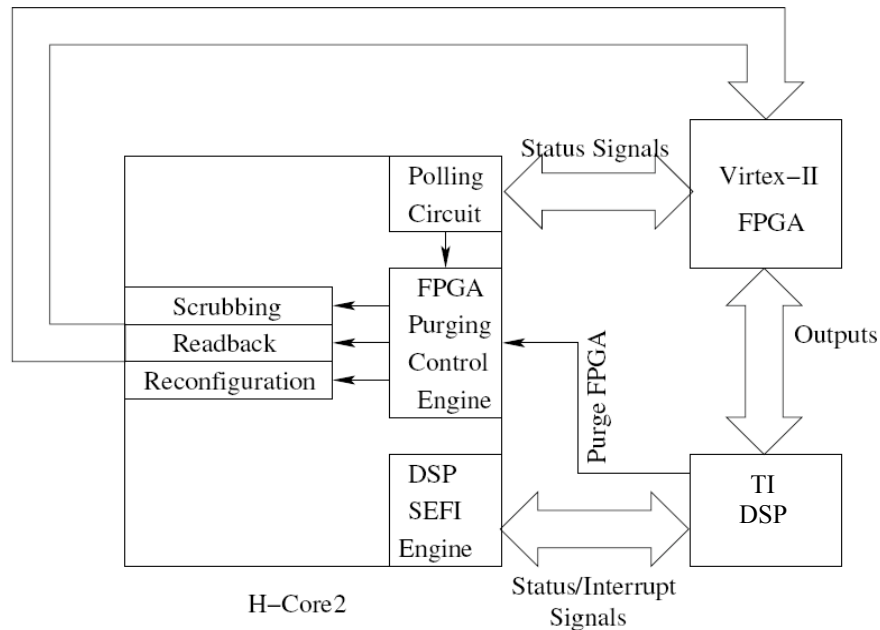 Status Signals
Virtex-II
FPGA
Polling
Circuit
FPGA
Purging
Control
Engine
Scrubbing
Readback
Reconfiguration
Purge FPGA
Outputs
DSP
SEFI
Engine
TI
DSP
Status/Interrupt
Signals
H-Core2